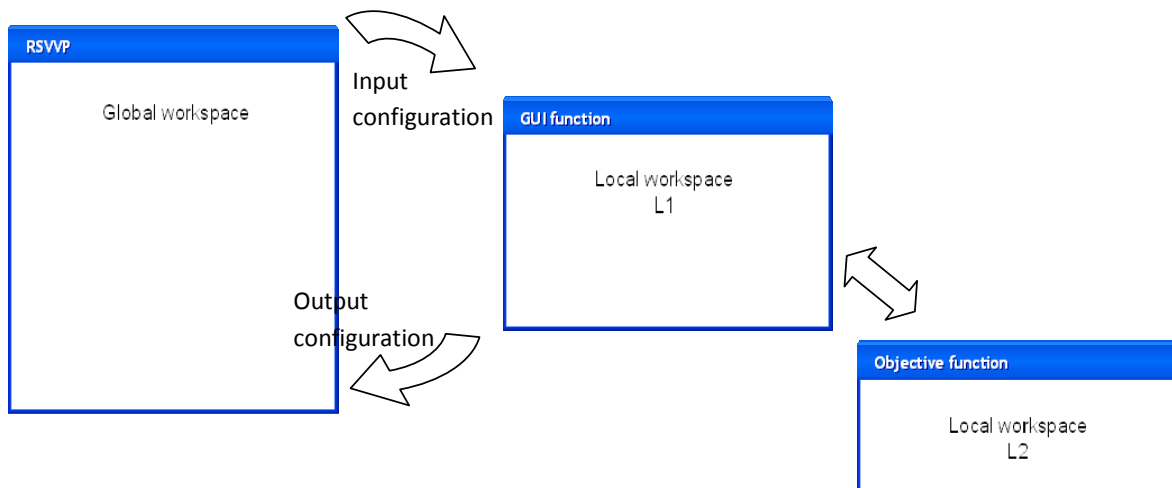 RSVVP
Global workspace
Input
configuration
GUI function
Local workspace
L1
Output
configuration
Objective function
Local workspace
L2